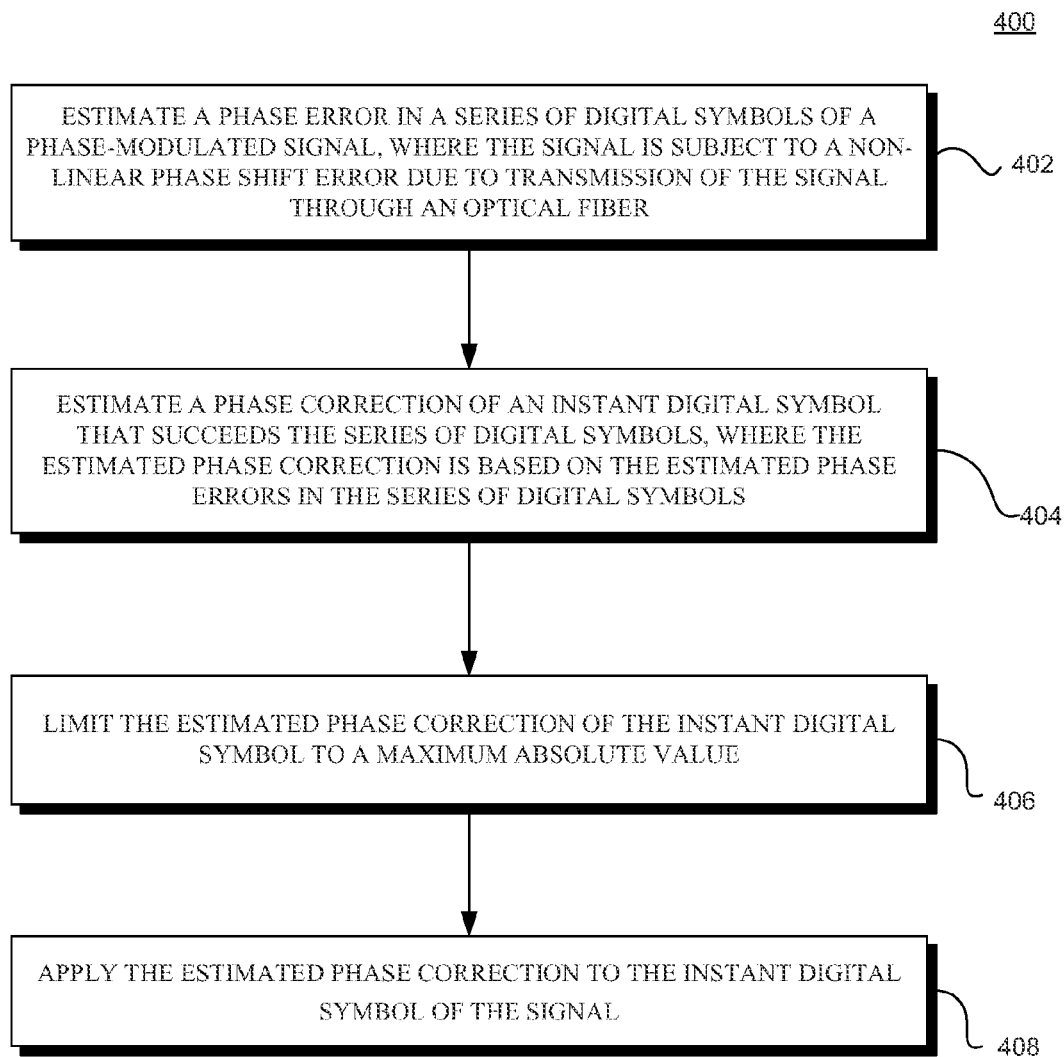 400
ESTIMATE A PHASE ERROR IN A SERIES OF DIGITAL SYMBOLS OF A
PHASE-MODULATED SIGNAL, WHERE THE SIGNAL IS SUBJECT TO A NON-
LINEAR PHASE SHIFT ERROR DUE TO TRANSMISSION OF THE SIGNAL
THROUGH AN OPTICAL FIBER
402
ESTIMATE A PHASE CORRECTION OF AN INSTANT DIGITAL SYMBOL
THAT SUCCEEDS THE SERIES OF DIGITAL SYMBOLS, WHERE THE
ESTIMATED PHASE CORRECTION IS BASED ON THE ESTIMATED PHASE
ERRORS IN THE SERIES OF DIGITAL SYMBOLS
404
LIMIT THE ESTIMATED PHASE CORRECTION OF THE INSTANT DIGITAL
SYMBOL TO A MAXIMUM ABSOLUTE VALUE
406
APPLY THE ESTIMATED PHASE CORRECTION TO THE INSTANT DIGITAL
SYMBOL OF THE SIGNAL
408